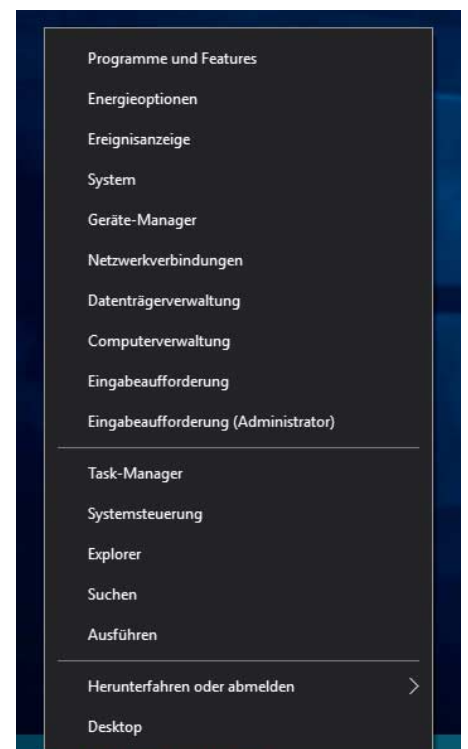 Programme und Features
Energieoptionen
Ereignisanzeige
System
Geräte-Manager
Netzwerkverbindungen
Datenträgerverwaltung
Computerverwaltung
Eingabeaufforderung
Eingabeaufforderung (Administrator)
Task-Manager
Systemsteuerung
Explorer
Suchen
Ausführen
Herunterfahren oder abmelden
Desktop